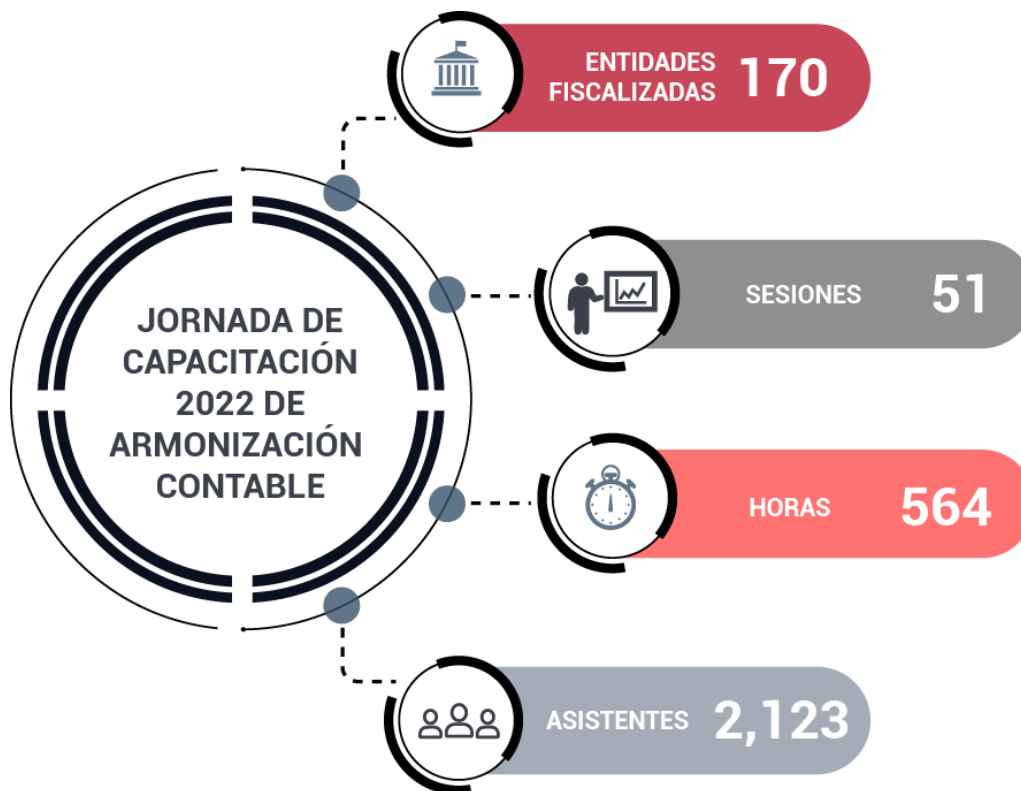 ENTIDADES
FISCALIZADAS
170
SESIONES
51
JORNADA DE
CAPACITACIÓN
2022 DE
ARMONIZACIÓN
CONTABLE
HORAS
564
ASISTENTES
2,123